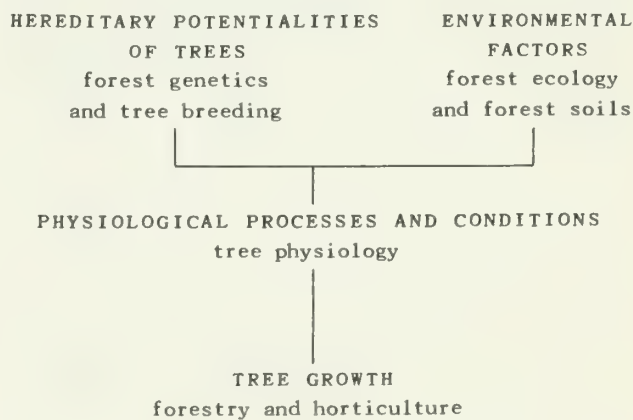 HEREDITARY POTENTIALITIES
OF TREES
forest genetics
and tree breeding
ENVIRONMENTAL
FACTORS
forest ecology
and forest soils
PHYSIOLOGICAL PROCESSES AND CONDITIONS
tree physiology
TREE GROWTH
forestry and horticulture